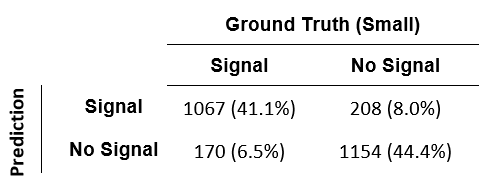 Ground Truth (Small)
Signal No Signal
Prediction
Signal 1067 (41.1%) 208 (8.0%)
No Signal 170 (6.5%) 1154 (44.4%)